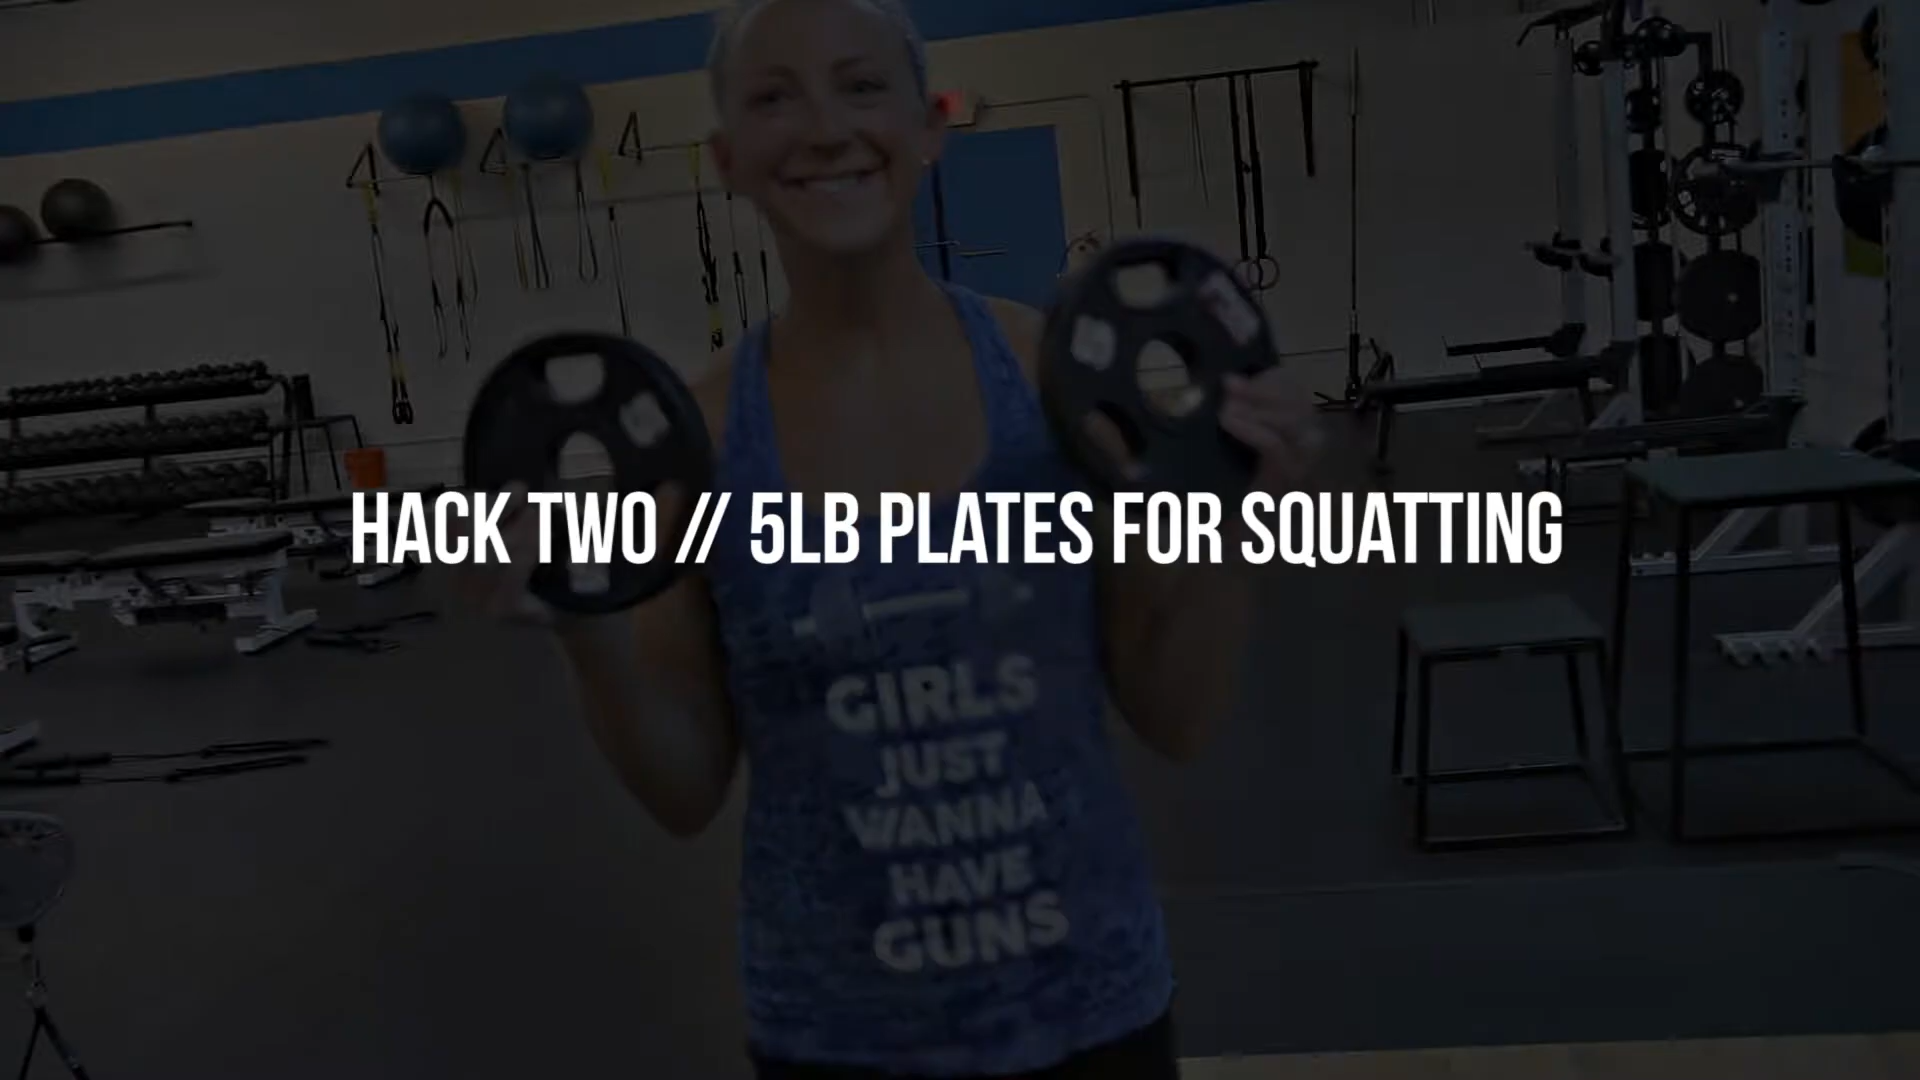 HACK TWO // 5LB PLATES FOR SQUATTING
GIRLS
JUST
WANNA
HAVE
GUNS